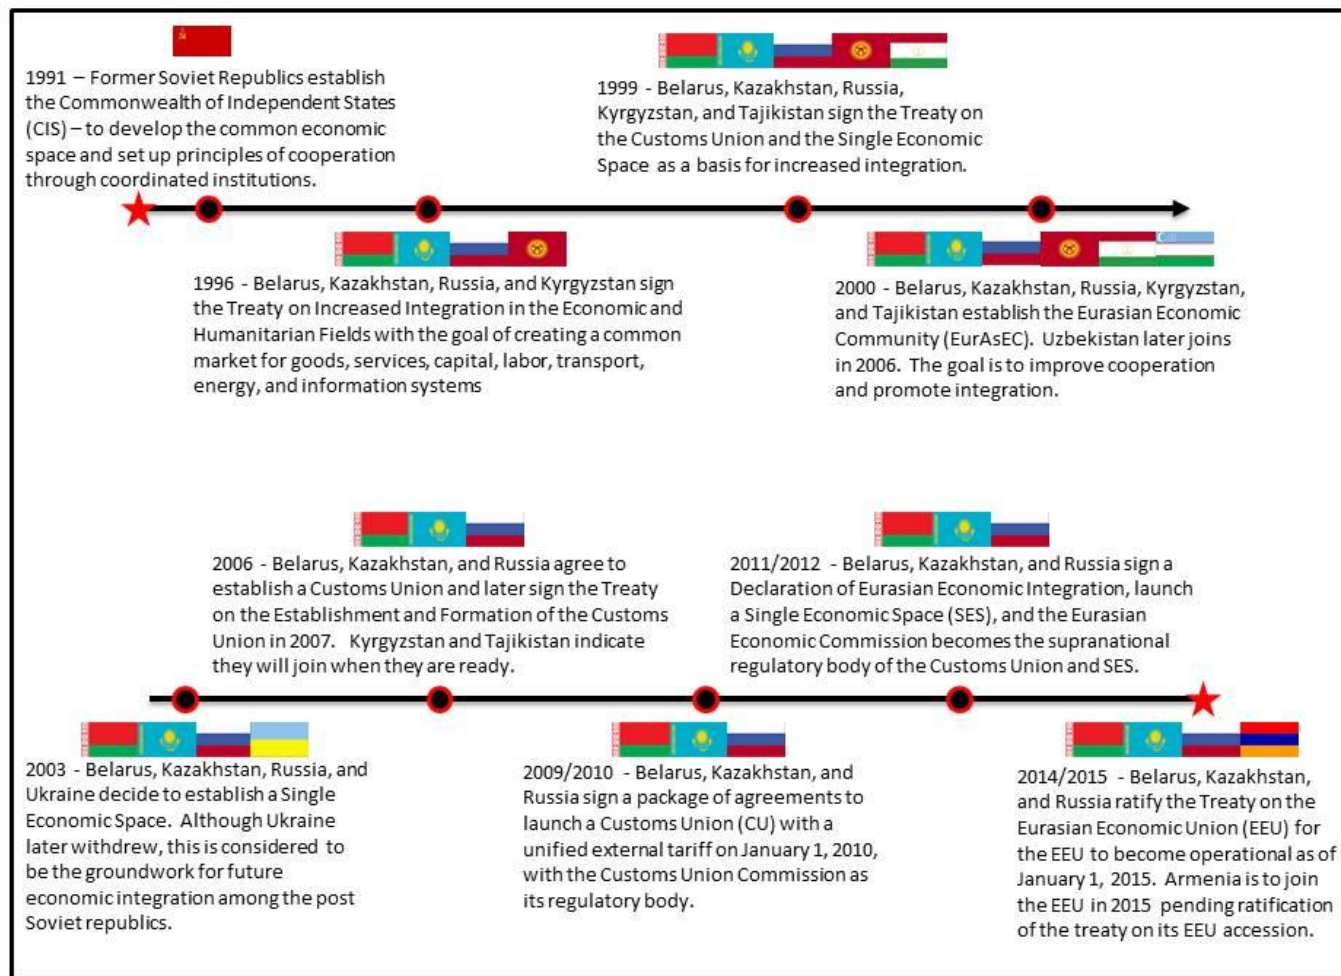 1991 – Former Soviet Republics establish
the Commonwealth of Independent States
(CIS) – to develop the common economic
space and set up principles of cooperation
through coordinated institutions.
1999 - Belarus, Kazakhstan, Russia,
Kyrgyzstan, and Tajikistan sign the Treaty on
the Customs Union and the Single Economic
Space as a basis for increased integration.
1996 - Belarus, Kazakhstan, Russia, and Kyrgyzstan sign
the Treaty on Increased Integration in the Economic and
Humanitarian Fields with the goal of creating a common
market for goods, services, capital, labor, transport,
energy, and information systems
2000 - Belarus, Kazakhstan, Russia, Kyrgyzstan,
and Tajikistan establish the Eurasian Economic
Community (EurAsEC). Uzbekistan later joins
in 2006. The goal is to improve cooperation
and promote integration.
2006 - Belarus, Kazakhstan, and Russia agree to
establish a Customs Union and later sign the Treaty
on the Establishment and Formation of the Customs
Union in 2007. Kyrgyzstan and Tajikistan indicate
they will join when they are ready.
2011/2012 - Belarus, Kazakhstan, and Russia sign a
Declaration of Eurasian Economic Integration, launch
a Single Economic Space (SES), and the Eurasian
Economic Commission becomes the supranational
regulatory body of the Customs Union and SES.
2003 - Belarus, Kazakhstan, Russia, and
Ukraine decide to establish a Single
Economic Space. Although Ukraine
later withdrew, this is considered to
be the groundwork for future
economic integration among the post
Soviet republics.
2009/2010 - Belarus, Kazakhstan, and
Russia sign a package of agreements to
launch a Customs Union (CU) with a
unified external tariff on January 1, 2010,
with the Customs Union Commission as
its regulatory body.
2014/2015 - Belarus, Kazakhstan,
and Russia ratify the Treaty on the
Eurasian Economic Union (EEU) for
the EEU to become operational as of
January 1, 2015. Armenia is to join
the EEU in 2015 pending ratification
of the treaty on its EEU accession.